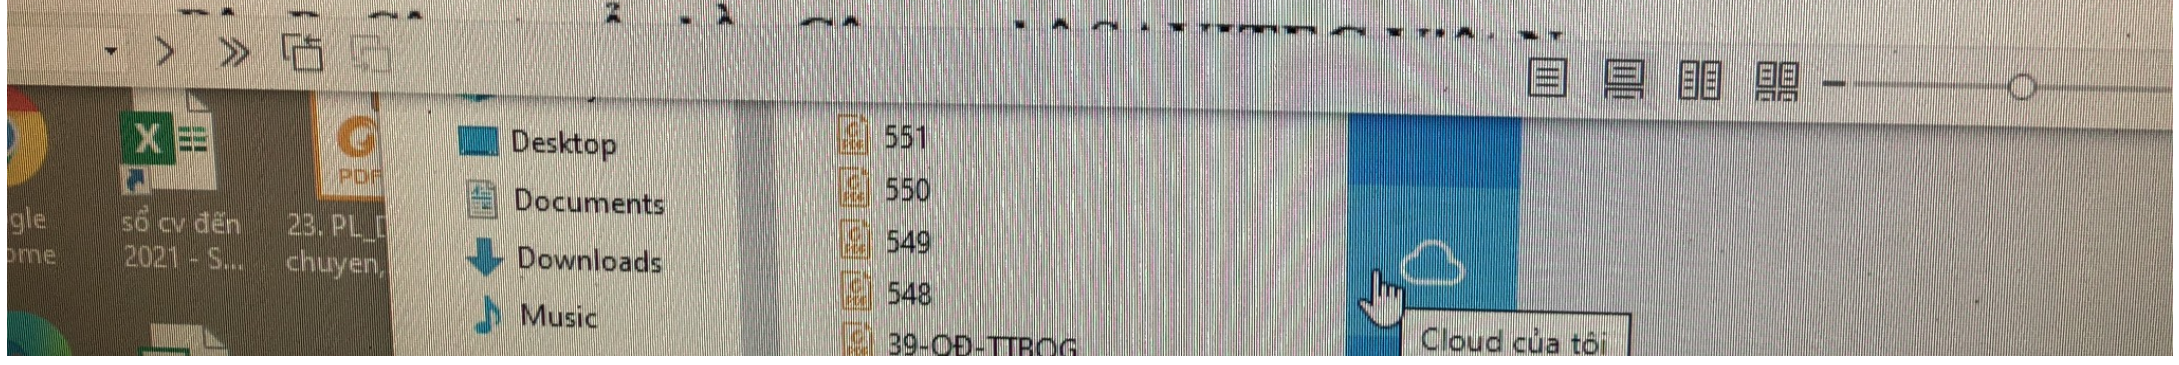 gle
ome
sổ cv đến
2021 - S...
PDF
23. PL_D
chuyen,
Desktop
Documents
Downloads
Music
551
550
549
548
39-QĐ-TTBQG
Cloud của tôi